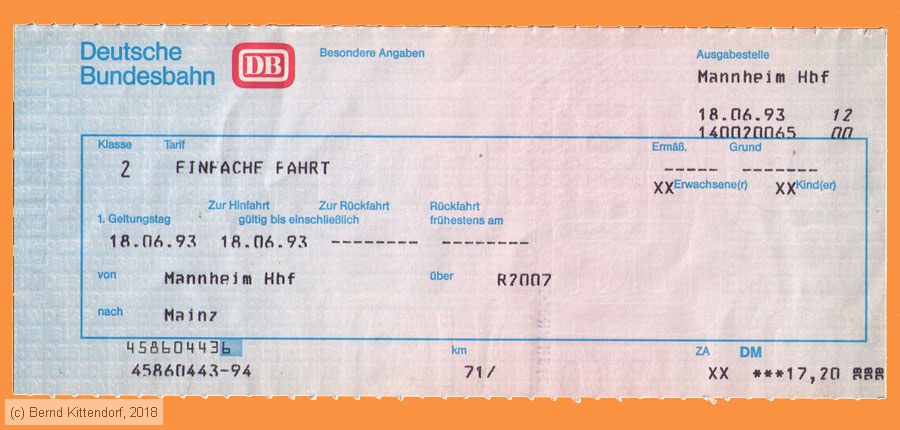 Deutsche
Bundesbahn
DB
Besondere Angaben
Ausgabestelle
Mannheim Hbf
18.06.93 12
140020065 00
Klasse Tarif Ermäß. Grund
2 EINFACHE FAHRT ----- -------
XX Erwachsene(r) XX Kind(er)
Zur Hinfahrt Zur Rückfahrt Rückfahrt
1. Geltungstag gültig bis einschließlich frühestens am
18.06.93 18.06.93 -------- --------
von Mannheim Hbf über R2007
nach Mainz
458604436
km ZA DM
45860443-94 71/ XX ***17,20
(c) Bernd Kittendorf, 2018